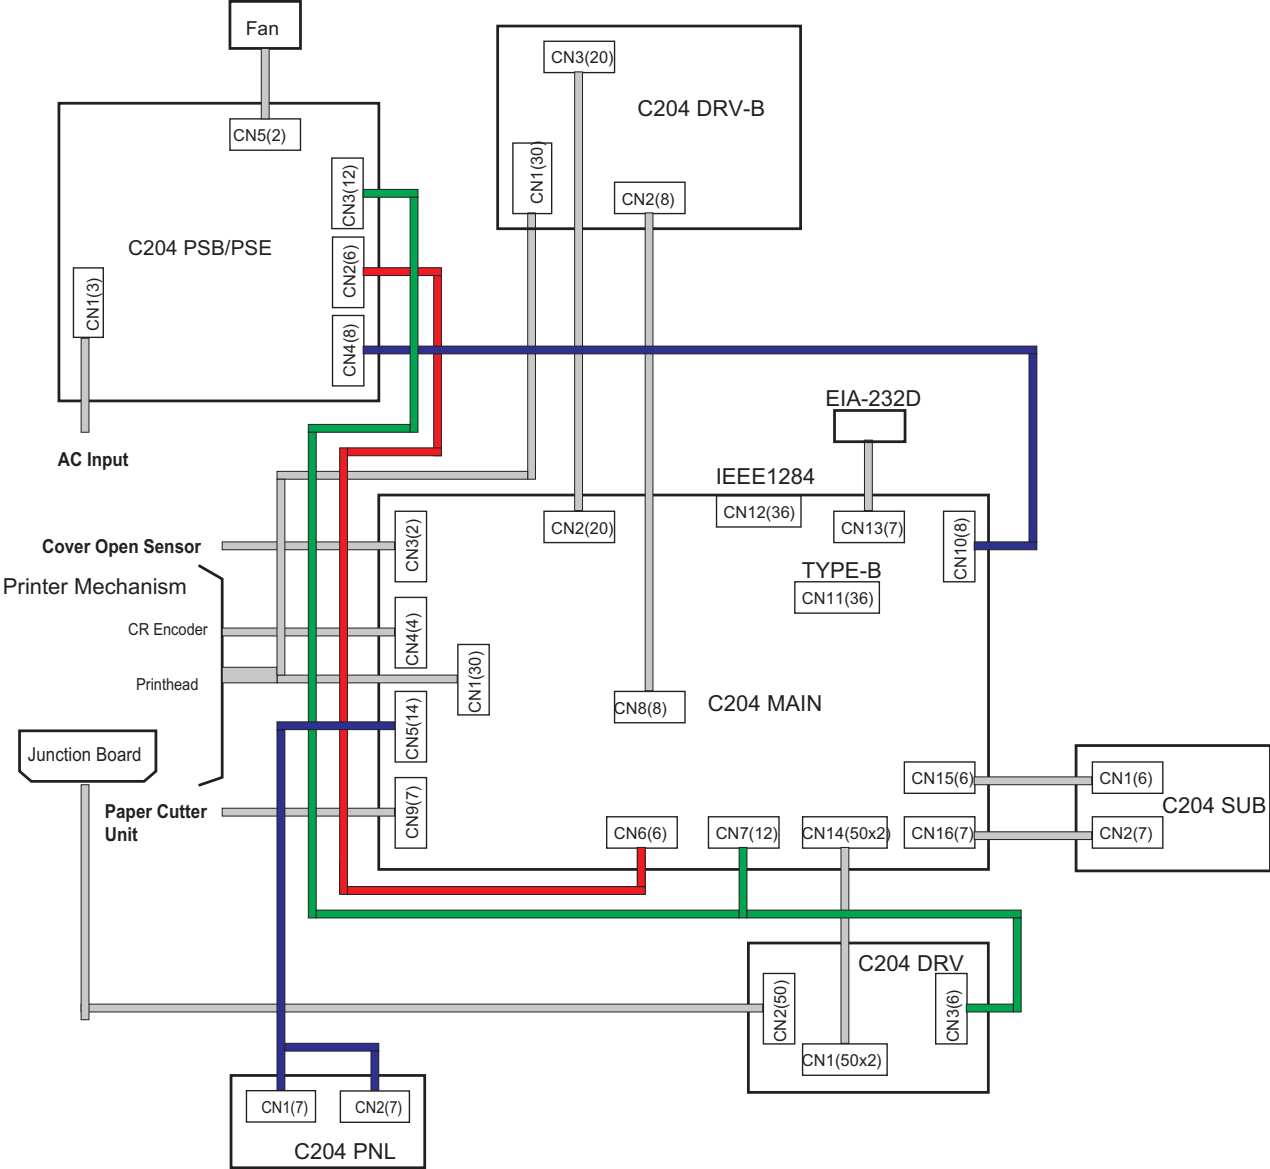 Fan
CN3(20)
C204 DRV-B
CN5(2)
CN1(30)
CN3(12)
CN2(8)
C204 PSB/PSE
CN2(6)
CN1(3)
CN4(8)
EIA-232D
AC Input
IEEE1284
CN12(36)
CN2(20)
CN13(7)
CN10(8)
CN3(2)
Cover Open Sensor
TYPE-B
CN11(36)
Printer Mechanism
CR Encoder
CN4(4)
CN1(30)
Printhead
CN5(14)
CN8(8)
C204 MAIN
Junction Board
CN15(6)
CN1(6)
C204 SUB
Paper Cutter
Unit
CN9(7)
CN6(6)
CN7(12)
CN14(50x2)
CN16(7)
CN2(7)
C204 DRV
CN2(50)
CN3(6)
CN1(50x2)
CN1(7)
CN2(7)
C204 PNL